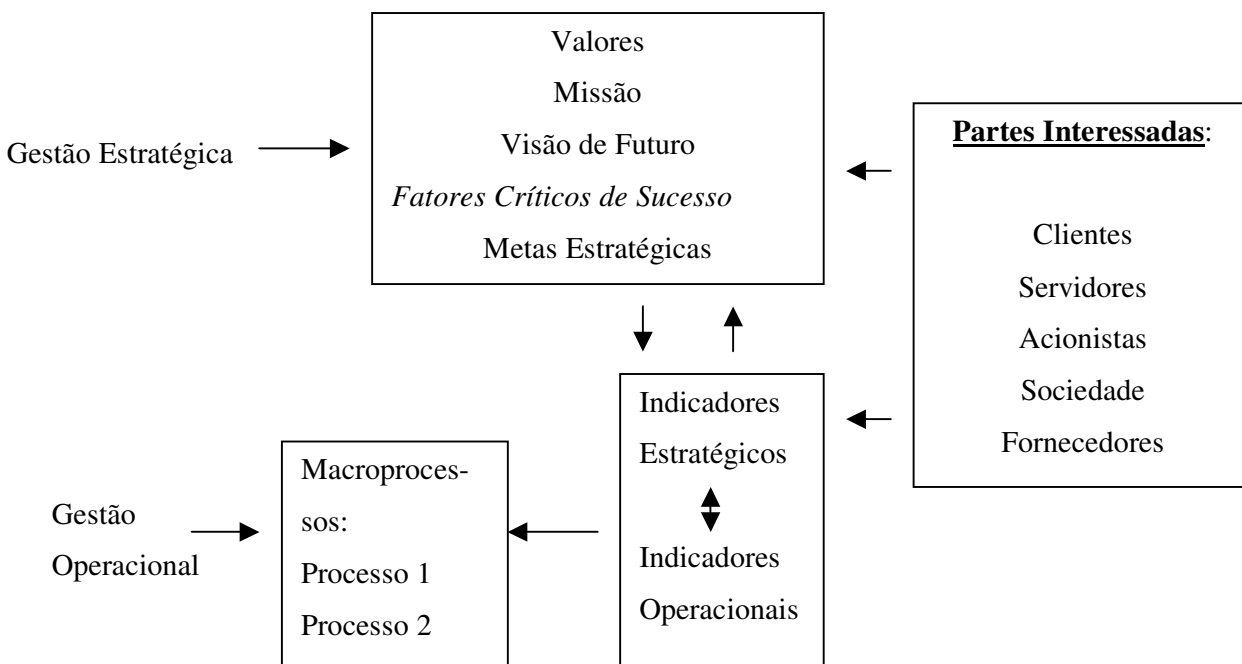 Valores
Missão
Visão de Futuro
Fatores Críticos de Sucesso
Metas Estratégicas
Gestão Estratégica
Partes Interessadas:
Clientes
Servidores
Acionistas
Sociedade
Fornecedores
Indicadores
Estratégicos
Indicadores
Operacionais
Macroproces-
sos:
Processo 1
Processo 2
Gestão
Operacional